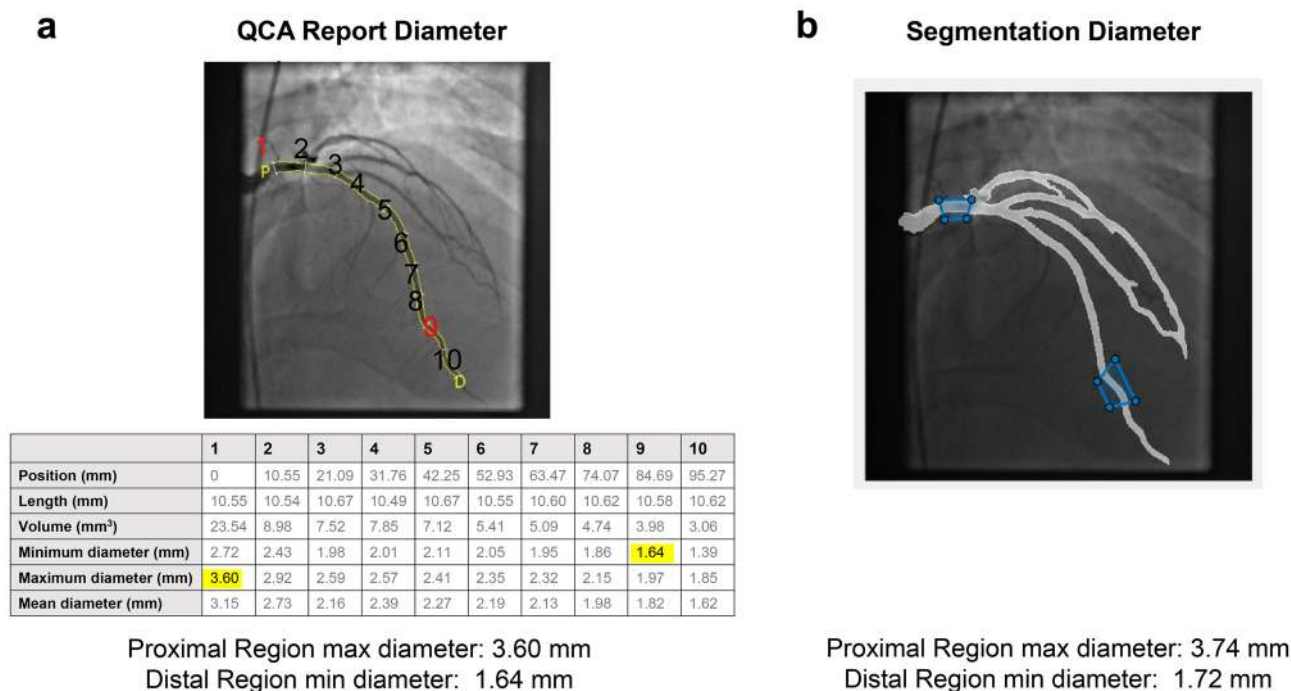 a
QCA Report Diameter
1
2
P
3
4
5
6
7
8
9
10
D
1 2 3 4 5 6 7 8 9 10
Position (mm) 0 10.55 21.09 31.76 42.25 52.93 63.47 74.07 84.69 95.27
Length (mm) 10.55 10.54 10.67 10.49 10.67 10.55 10.60 10.62 10.58 10.62
Volume (mm³) 23.54 8.98 7.52 7.85 7.12 5.41 5.09 4.74 3.98 3.06
Minimum diameter (mm) 2.72 2.43 1.98 2.01 2.11 2.05 1.95 1.86 1.64 1.39
Maximum diameter (mm) 3.60 2.92 2.59 2.57 2.41 2.35 2.32 2.15 1.97 1.85
Mean diameter (mm) 3.15 2.73 2.16 2.39 2.27 2.19 2.13 1.98 1.82 1.62
Proximal Region max diameter: 3.60 mm
Distal Region min diameter: 1.64 mm
b
Segmentation Diameter
Proximal Region max diameter: 3.74 mm
Distal Region min diameter: 1.72 mm